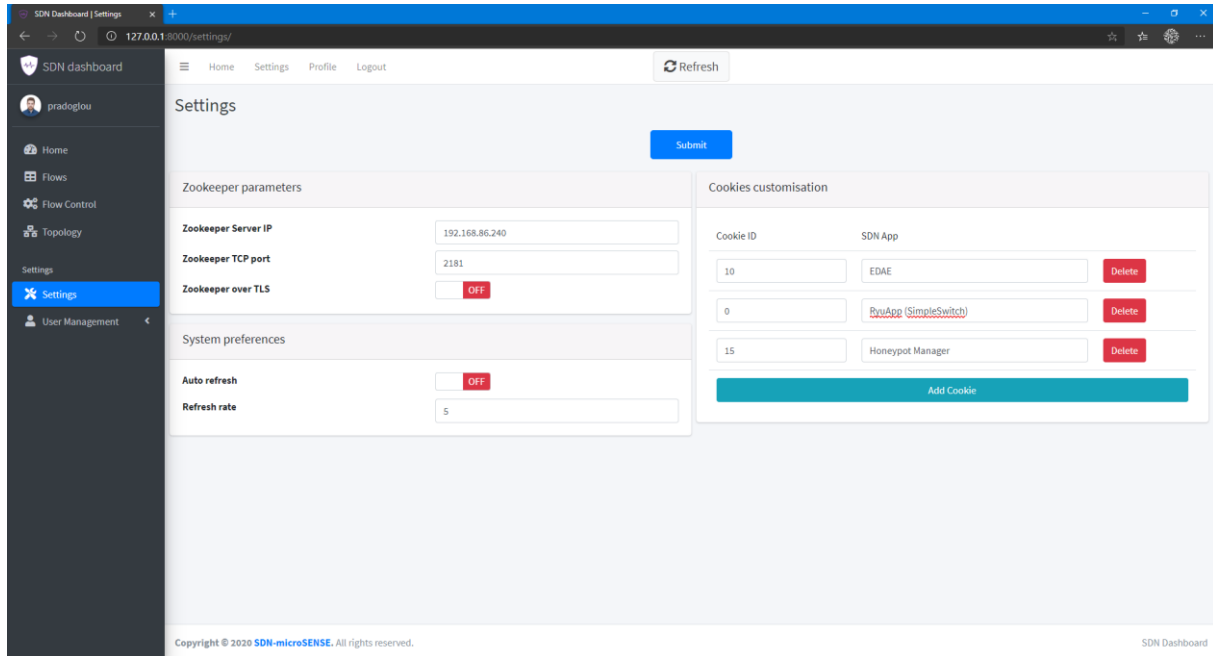 SDN Dashboard | Settings
127.0.0.1:8000/settings/
SDN dashboard
Home Settings Profile Logout
Refresh
pradoglou
Home
Flows
Flow Control
Topology
Settings
Settings
User Management
Settings
Submit
Zookeeper parameters
Zookeeper Server IP 192.168.86.240
Zookeeper TCP port 2181
Zookeeper over TLS OFF
System preferences
Auto refresh OFF
Refresh rate 5
Cookies customisation
Cookie ID SDN App
10 EDAE Delete
0 RyuApp (SimpleSwitch) Delete
15 Honeypot Manager Delete
Add Cookie
Copyright © 2020 SDN-microSENSE. All rights reserved.
SDN Dashboard